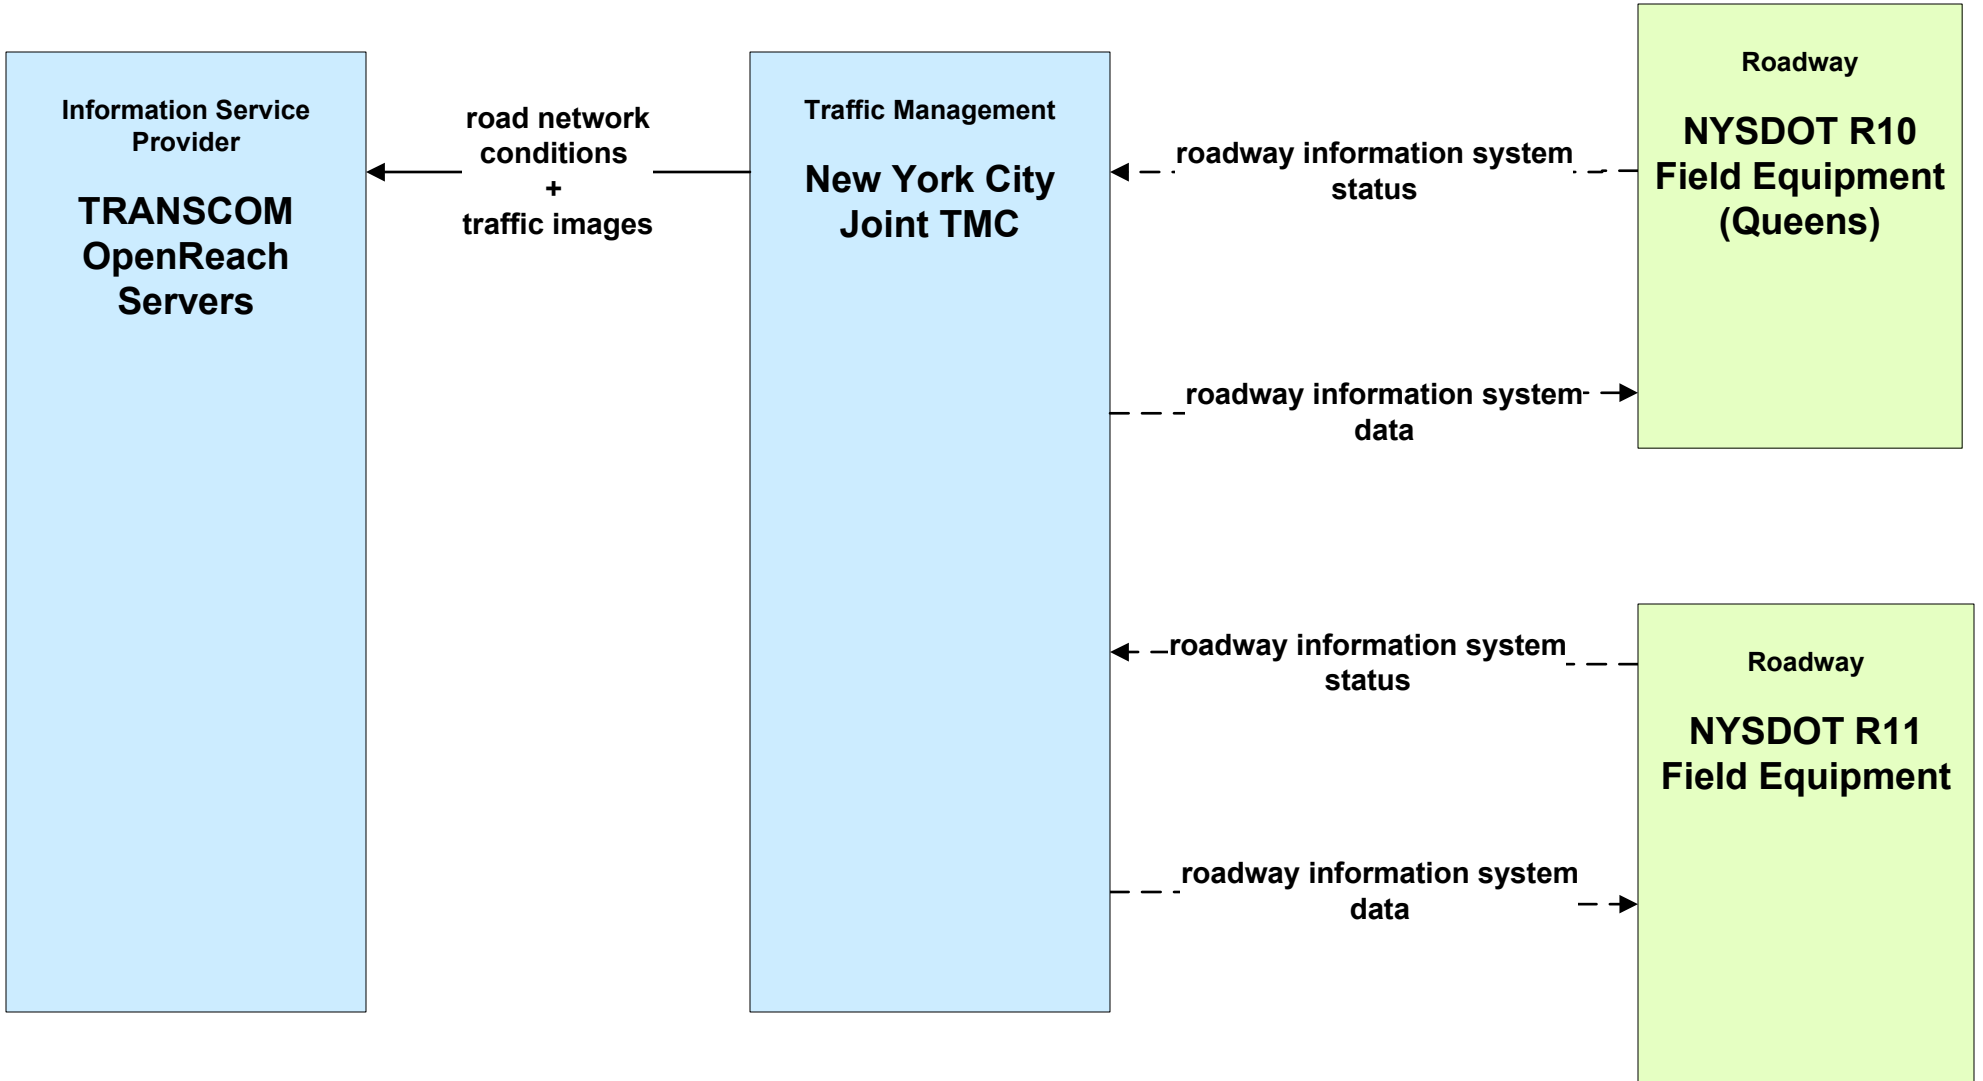 Information Service
Provider
TRANSCOM
OpenReach
Servers
road network
conditions
+
traffic images
Traffic Management
New York City
Joint TMC
roadway information system
status
roadway information system
data
roadway information system
status
roadway information system
data
Roadway
NYSDOT R10
Field Equipment
(Queens)
Roadway
NYSDOT R11
Field Equipment